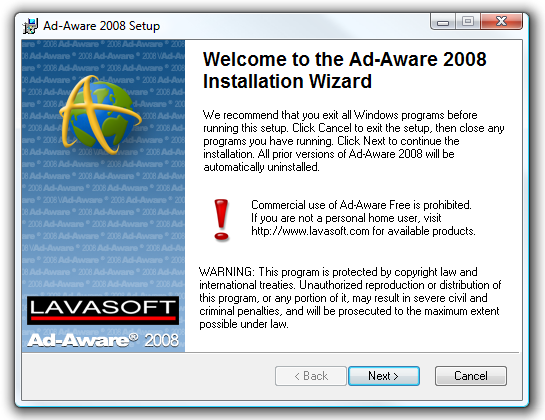 Ad-Aware 2008 Setup
Welcome to the Ad-Aware 2008
Installation Wizard
We recommend that you exit all Windows programs before
running this setup. Click Cancel to exit the setup, then close any
programs you have running. Click Next to continue the
installation. All prior versions of Ad-Aware 2008 will be
automatically uninstalled.
Commercial use of Ad-Aware Free is prohibited.
If you are not a personal home user, visit
http://www.lavasoft.com for available products.
WARNING: This program is protected by copyright law and
international treaties. Unauthorized reproduction or distribution of
this program, or any portion of it, may result in severe civil and
criminal penalties, and will be prosecuted to the maximum extent
possible under law.
LAVASOFT
Ad-Aware® 2008
< Back
Next >
Cancel